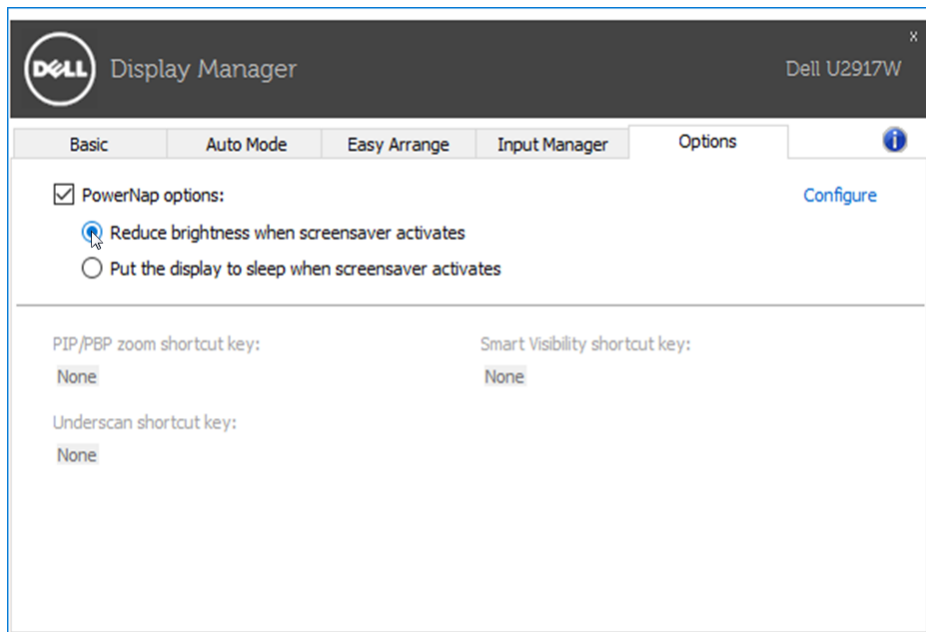 x
DELL Display Manager Dell U2917W
Basic Auto Mode Easy Arrange Input Manager Options i
PowerNap options: Configure
Reduce brightness when screensaver activates
Put the display to sleep when screensaver activates
PIP/PBP zoom shortcut key: Smart Visibility shortcut key:
None None
Underscan shortcut key:
None